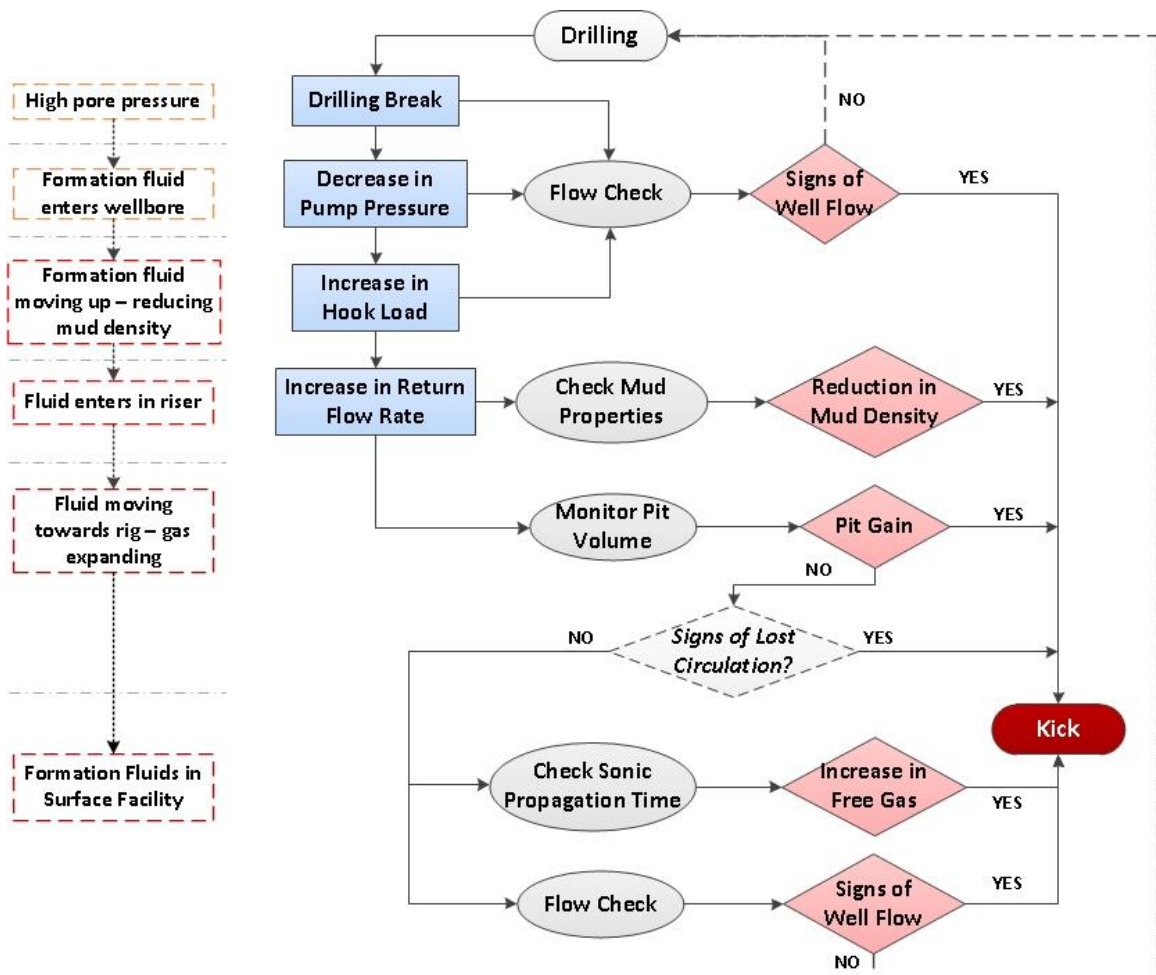 Drilling
High pore pressure
Drilling Break
NO
Formation fluid
enters wellbore
Decrease in
Pump Pressure
Flow Check
Signs of
Well Flow
YES
Formation fluid
moving up – reducing
mud density
Increase in
Hook Load
Fluid enters in riser
Increase in Return
Flow Rate
Check Mud
Properties
Reduction in
Mud Density
YES
Fluid moving
towards rig – gas
expanding
Monitor Pit
Volume
Pit Gain
YES
NO
NO
Signs of Lost
Circulation?
YES
Kick
Formation Fluids in
Surface Facility
Check Sonic
Propagation Time
Increase in
Free Gas
YES
Flow Check
Signs of
Well Flow
YES
NO